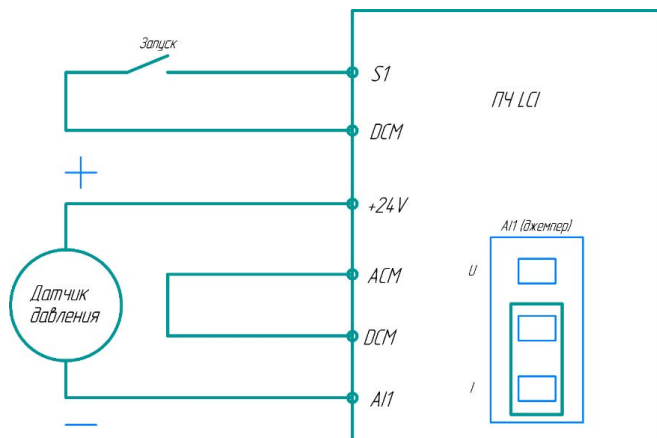 Запуск
S1
ПЧ LCI
DCM
+
+24V
AI1 (джемпер)
U
ACM
Датчик
давления
DCM
I
AI1
−